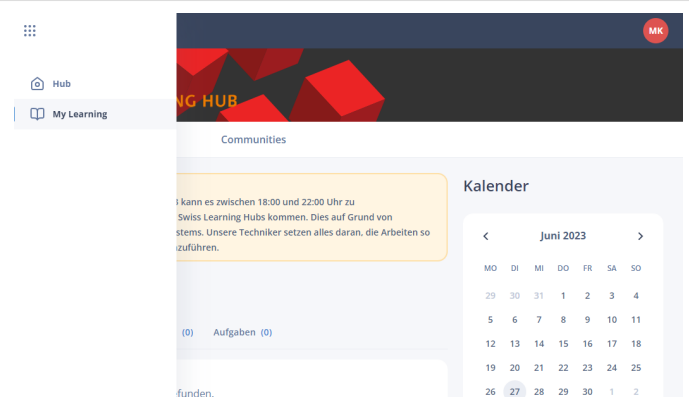 MK
Hub
My Learning
NG HUB
Communities
kann es zwischen 18:00 und 22:00 Uhr zu
Swiss Learning Hubs kommen. Dies auf Grund von
stems. Unsere Techniker setzen alles daran, die Arbeiten so
zuführen.
(0) Aufgaben (0)
efunden.
Kalender
Juni 2023
MO DI MI DO FR SA SO
29 30 31 1 2 3 4
5 6 7 8 9 10 11
12 13 14 15 16 17 18
19 20 21 22 23 24 25
26 27 28 29 30 1 2